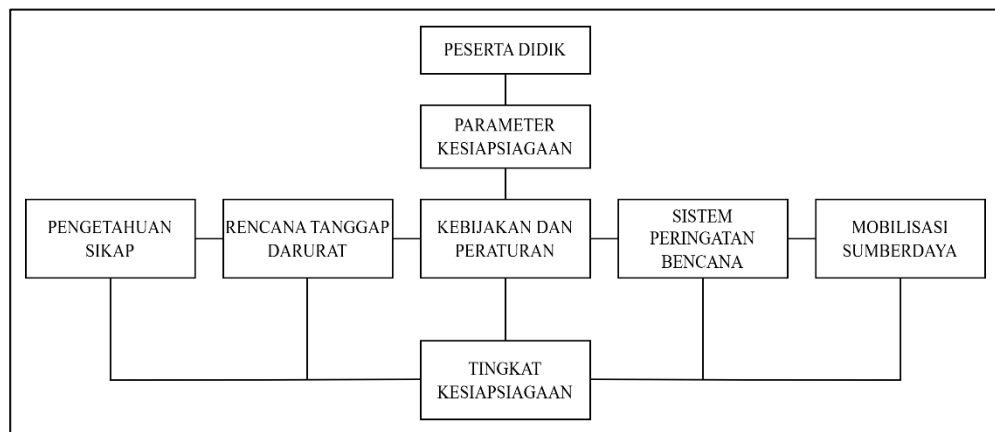 PESERTA DIDIK
PARAMETER
KESIAPSIAGAAN
PENGETAHUAN
SIKAP
RENCANA TANGGAP
DARURAT
KEBIJAKAN DAN
PERATURAN
SISTEM
PERINGATAN
BENCANA
MOBILISASI
SUMBERDAYA
TINGKAT
KESIAPSIAGAAN